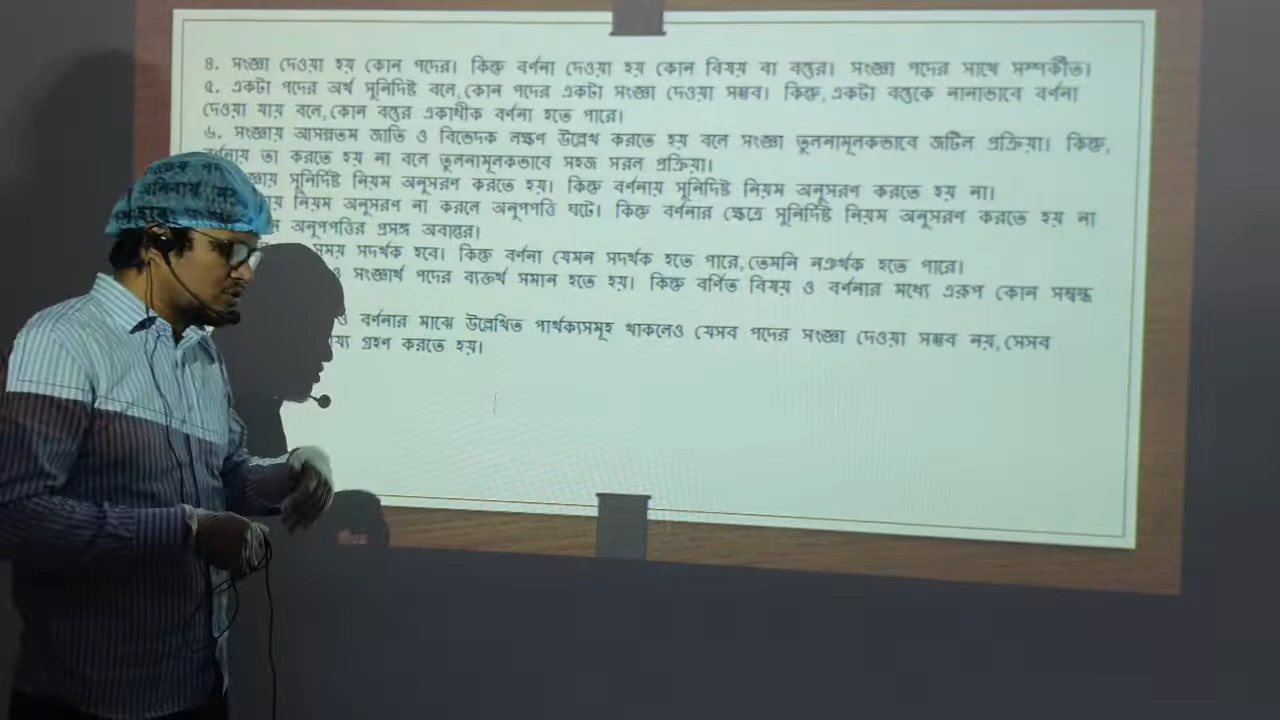 ৪. সংজ্ঞা দেওয়া হয় কোন পদের। কিন্তু বর্ণনা দেওয়া হয় কোন বিষয় বা বস্তুর। সংজ্ঞা পদের সাথে সম্পর্কীত।
৫. একটা পদের অর্থ সুনির্দিষ্ট বলে, কোন পদের একটা সংজ্ঞা দেওয়া সম্ভব। কিন্তু, একটা বস্তুকে নানাভাবে বর্ণনা
দেওয়া যায় বলে, কোন বস্তুর একাধীক বর্ণনা হতে পারে।
৬. সংজ্ঞায় আসন্নতম জাতি ও বিভেদক লক্ষণ উল্লেখ করতে হয় বলে সংজ্ঞা তুলনামূলকভাবে জটিল প্রক্রিয়া। কিন্তু,
বর্ণনায় তা করতে হয় না বলে তুলনামূলকভাবে সহজ সরল প্রক্রিয়া।
সুনির্দিষ্ট নিয়ম অনুসরণ করতে হয়। কিন্তু বর্ণনায় সুনির্দিষ্ট নিয়ম অনুসরণ করতে হয় না।
নিয়ম অনুসরণ না করলে অনুপপত্তি ঘটে। কিন্তু বর্ণনার ক্ষেত্রে সুনির্দিষ্ট নিয়ম অনুসরণ করতে হয় না
অনুপপত্তির প্রসঙ্গ অবান্তর।
সময় সদর্থক হবে। কিন্তু বর্ণনা যেমন সদর্থক হতে পারে, তেমনি নঞর্থক হতে পারে।
ও সংজ্ঞার্থ পদের ব্যক্তর্থ সমান হতে হয়। কিন্তু বর্ণিত বিষয় ও বর্ণনার মধ্যে এরূপ কোন সম্বন্ধ
ও বর্ণনার মাঝে উল্লেখিত পার্থক্যসমূহ থাকলেও যেসব পদের সংজ্ঞা দেওয়া সম্ভব নয়, সেসব
গ্রহণ করতে হয়।